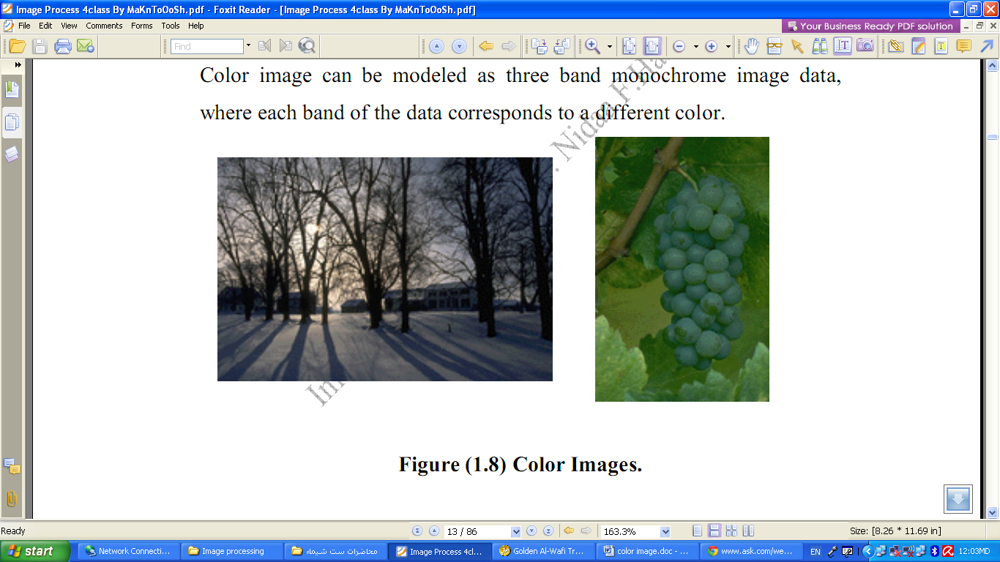 Image Process 4class By MaKnToOoSh.pdf - Foxit Reader - [Image Process 4class By MaKnToOoSh.pdf]
File Edit View Comments Forms Tools Help
Your Business Ready PDF solution
Find
Color image can be modeled as three band monochrome image data,
where each band of the data corresponds to a different color.
Nidaa F.Ha
Figure (1.8) Color Images.
Ready
13 / 86
163.3%
Size: [8.26 * 11.69 in]
start
Network Connecti...
Image processing
محاضرات ست شيماء
Image Process 4cl...
Golden Al-Wafi Tr...
color image.doc - ...
www.ask.com/we...
EN
12:03MD